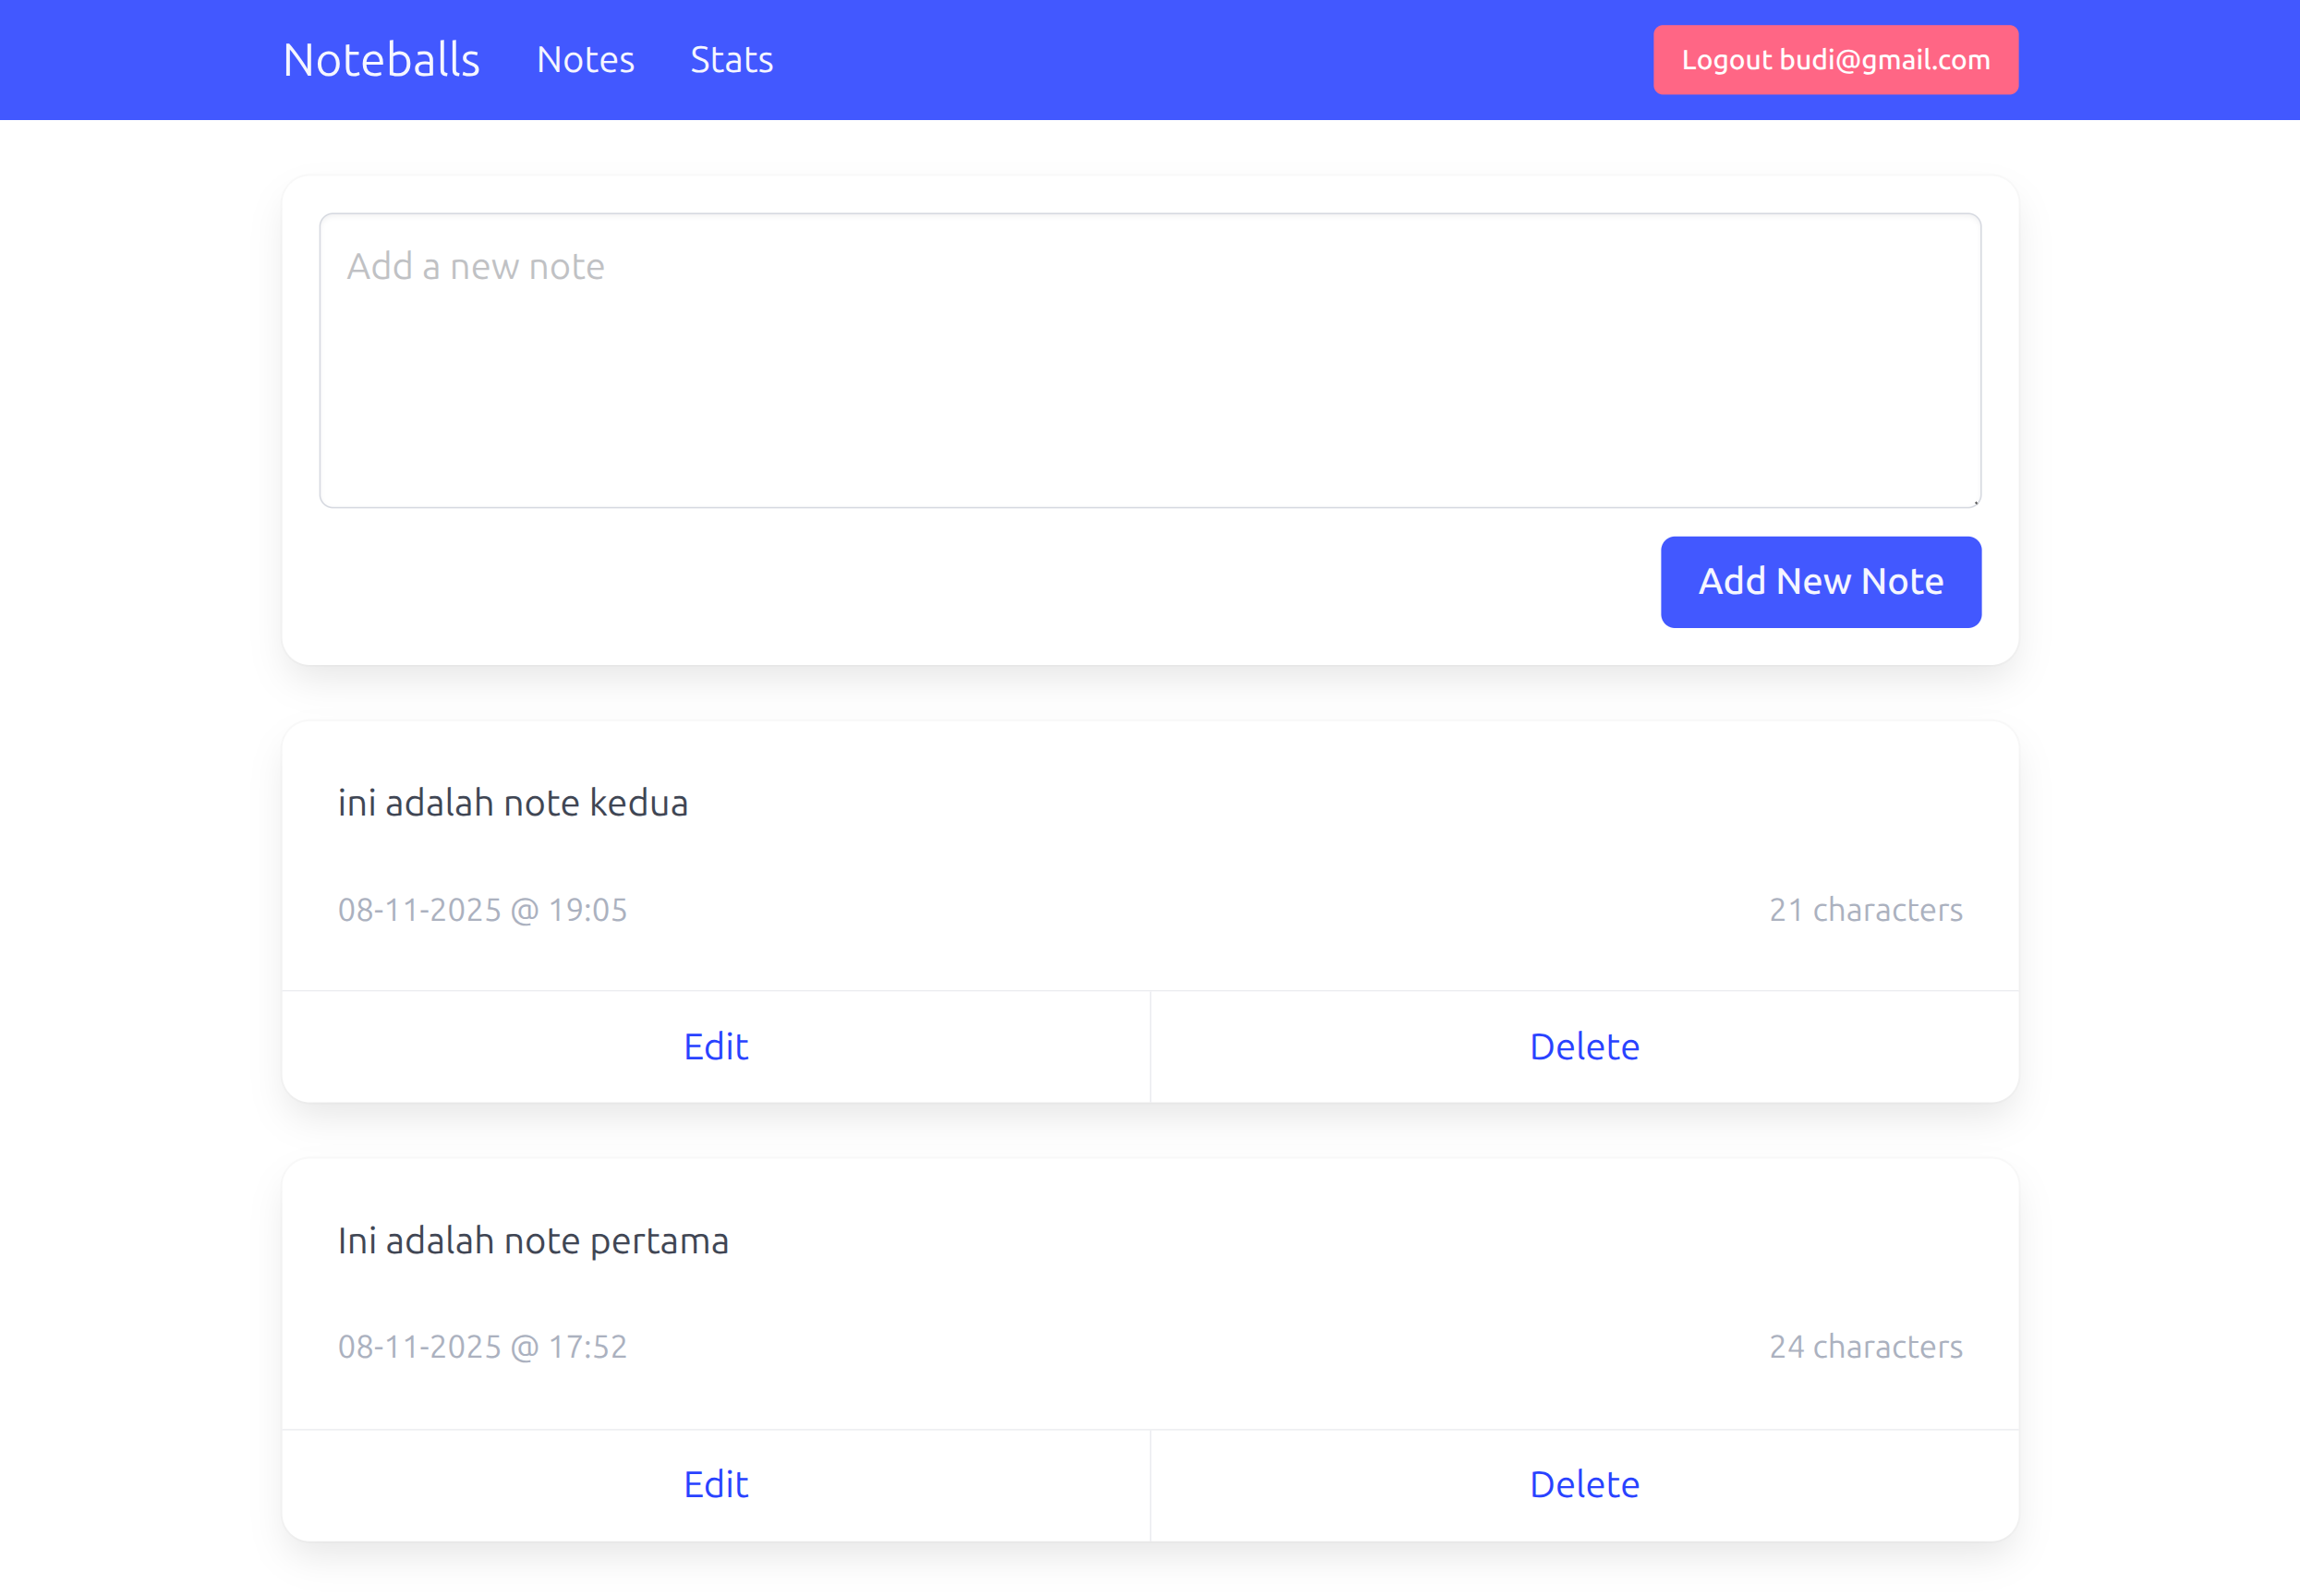 Noteballs Notes Stats Logout budi@gmail.com
Add a new note
Add New Note
ini adalah note kedua
08-11-2025 @ 19:05 21 characters
Edit Delete
Ini adalah note pertama
08-11-2025 @ 17:52 24 characters
Edit Delete